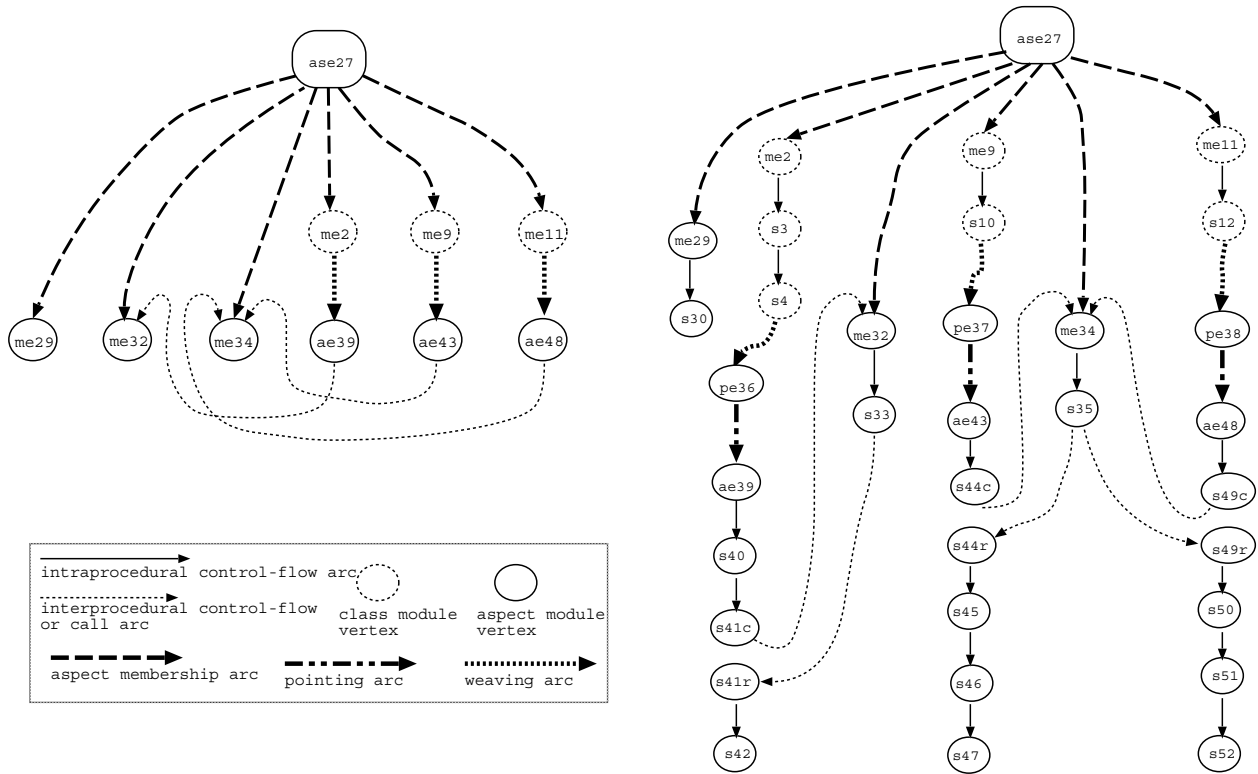 ase27
me2
me9
me11
me29
me32
me34
ae39
ae43
ae48
intraprocedural control-flow arc
interprocedural control-flow
or call arc
class module
vertex
aspect module
vertex
aspect membership arc
pointing arc
weaving arc
ase27
me2
me9
me11
s3
s10
s12
me29
s4
s30
me32
pe37
me34
pe38
pe36
s33
ae43
s35
ae48
ae39
s44c
s49c
s40
s44r
s49r
s41c
s45
s50
s41r
s46
s51
s42
s47
s52